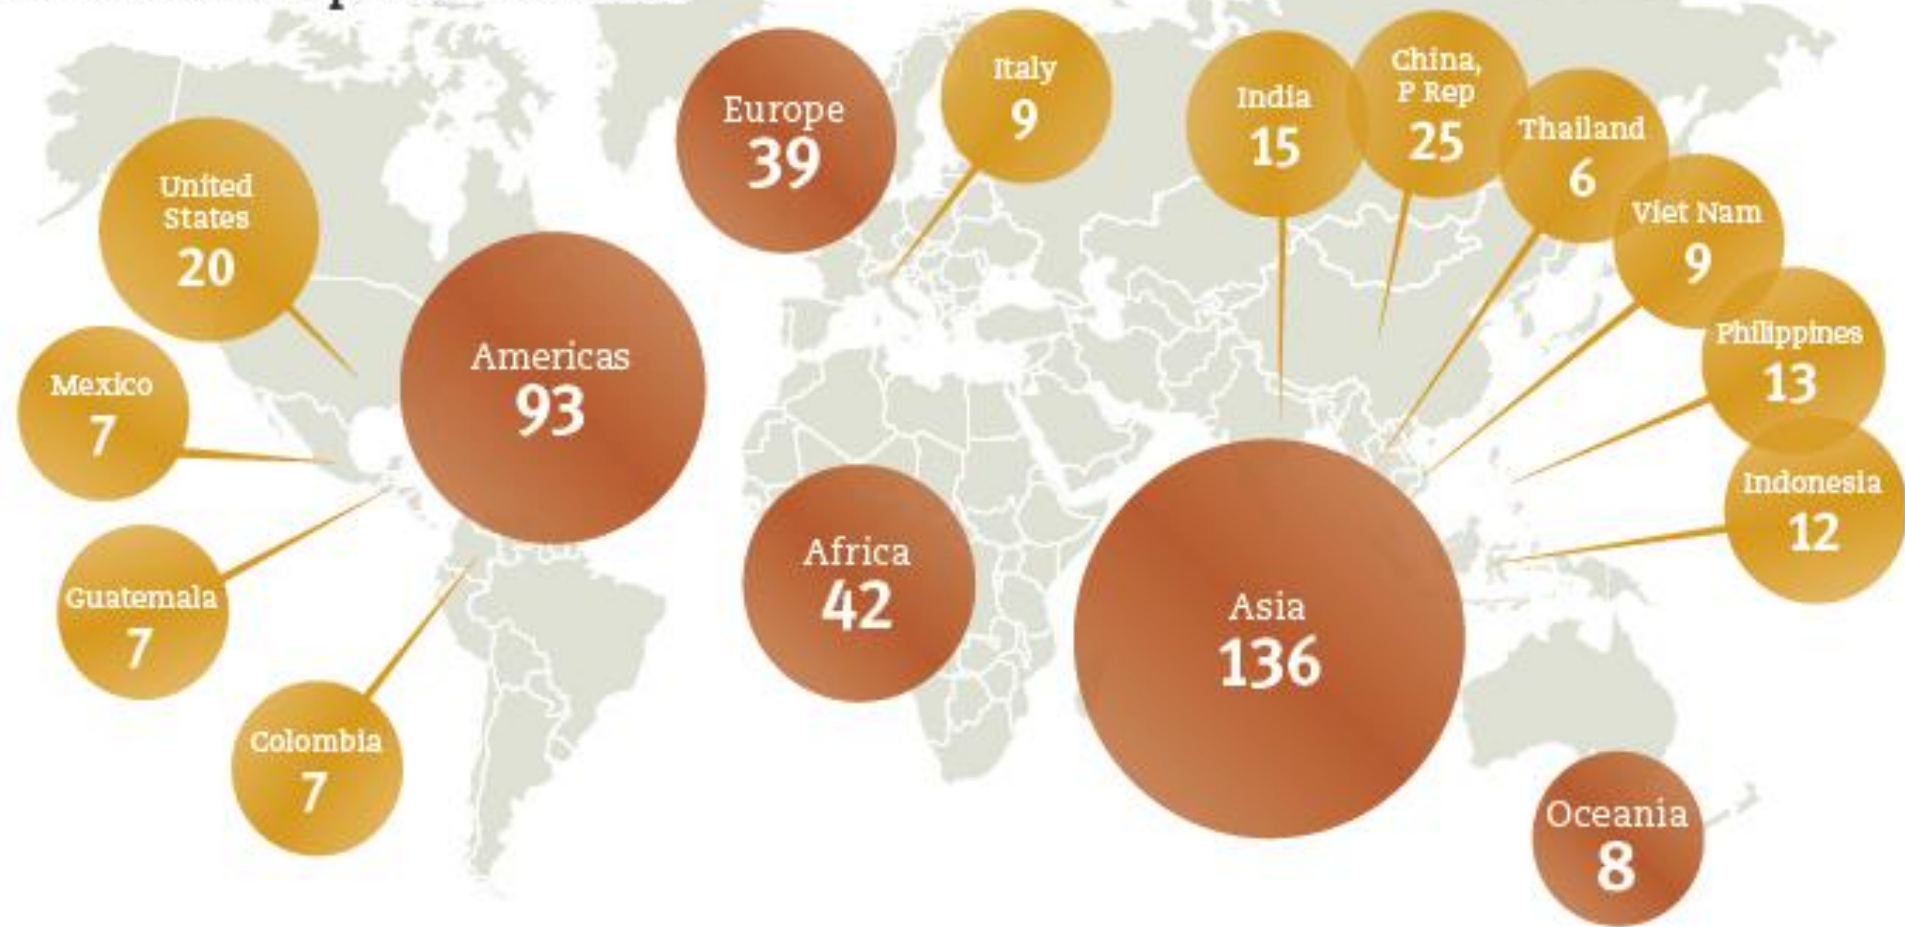 Europe
39
Italy
9
India
15
China,
P Rep
25
Thailand
6
Viet Nam
9
Philippines
13
Indonesia
12
United
States
20
Americas
93
Mexico
7
Guatemala
7
Colombia
7
Africa
42
Asia
136
Oceania
8